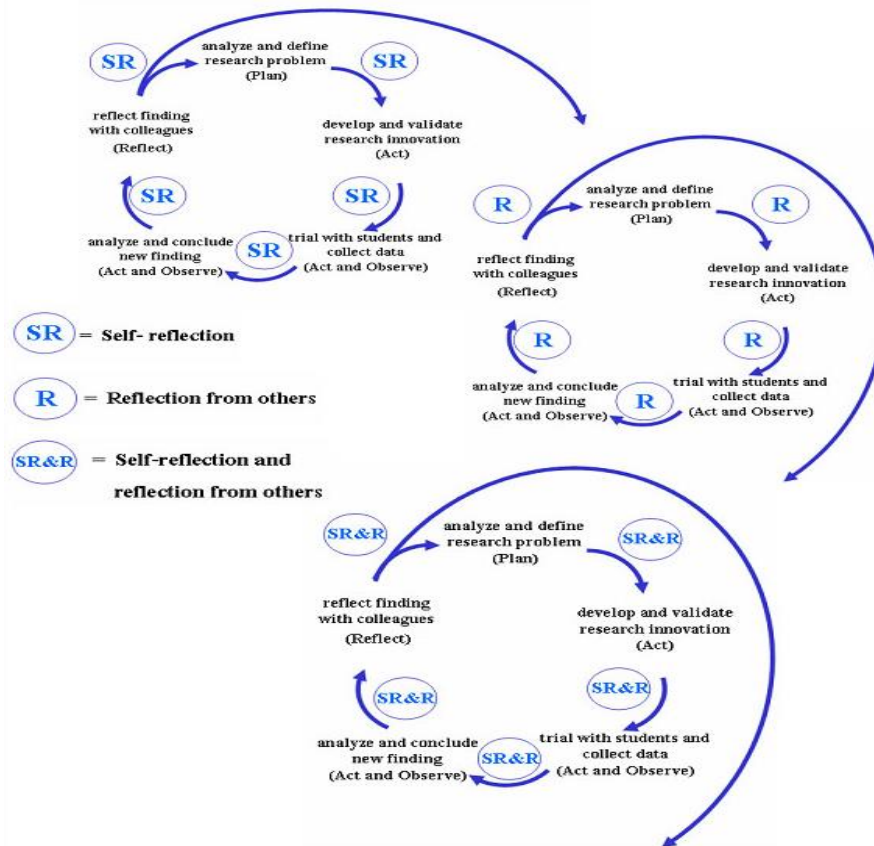 SR
analyze and define
research problem
(Plan)
SR
reflect finding
with colleagues
(Reflect)
develop and validate
research innovation
(Act)
SR
SR
analyze and conclude
new finding
(Act and Observe)
SR
trial with students and
collect data
(Act and Observe)
R
analyze and define
research problem
(Plan)
R
reflect finding
with colleagues
(Reflect)
develop and validate
research innovation
(Act)
R
R
analyze and conclude
new finding
(Act and Observe)
R
trial with students and
collect data
(Act and Observe)
SR = Self- reflection
R = Reflection from others
SR&R = Self-reflection and
reflection from others
SR&R
analyze and define
research problem
(Plan)
SR&R
reflect finding
with colleagues
(Reflect)
develop and validate
research innovation
(Act)
SR&R
SR&R
analyze and conclude
new finding
(Act and Observe)
SR&R
trial with students and
collect data
(Act and Observe)